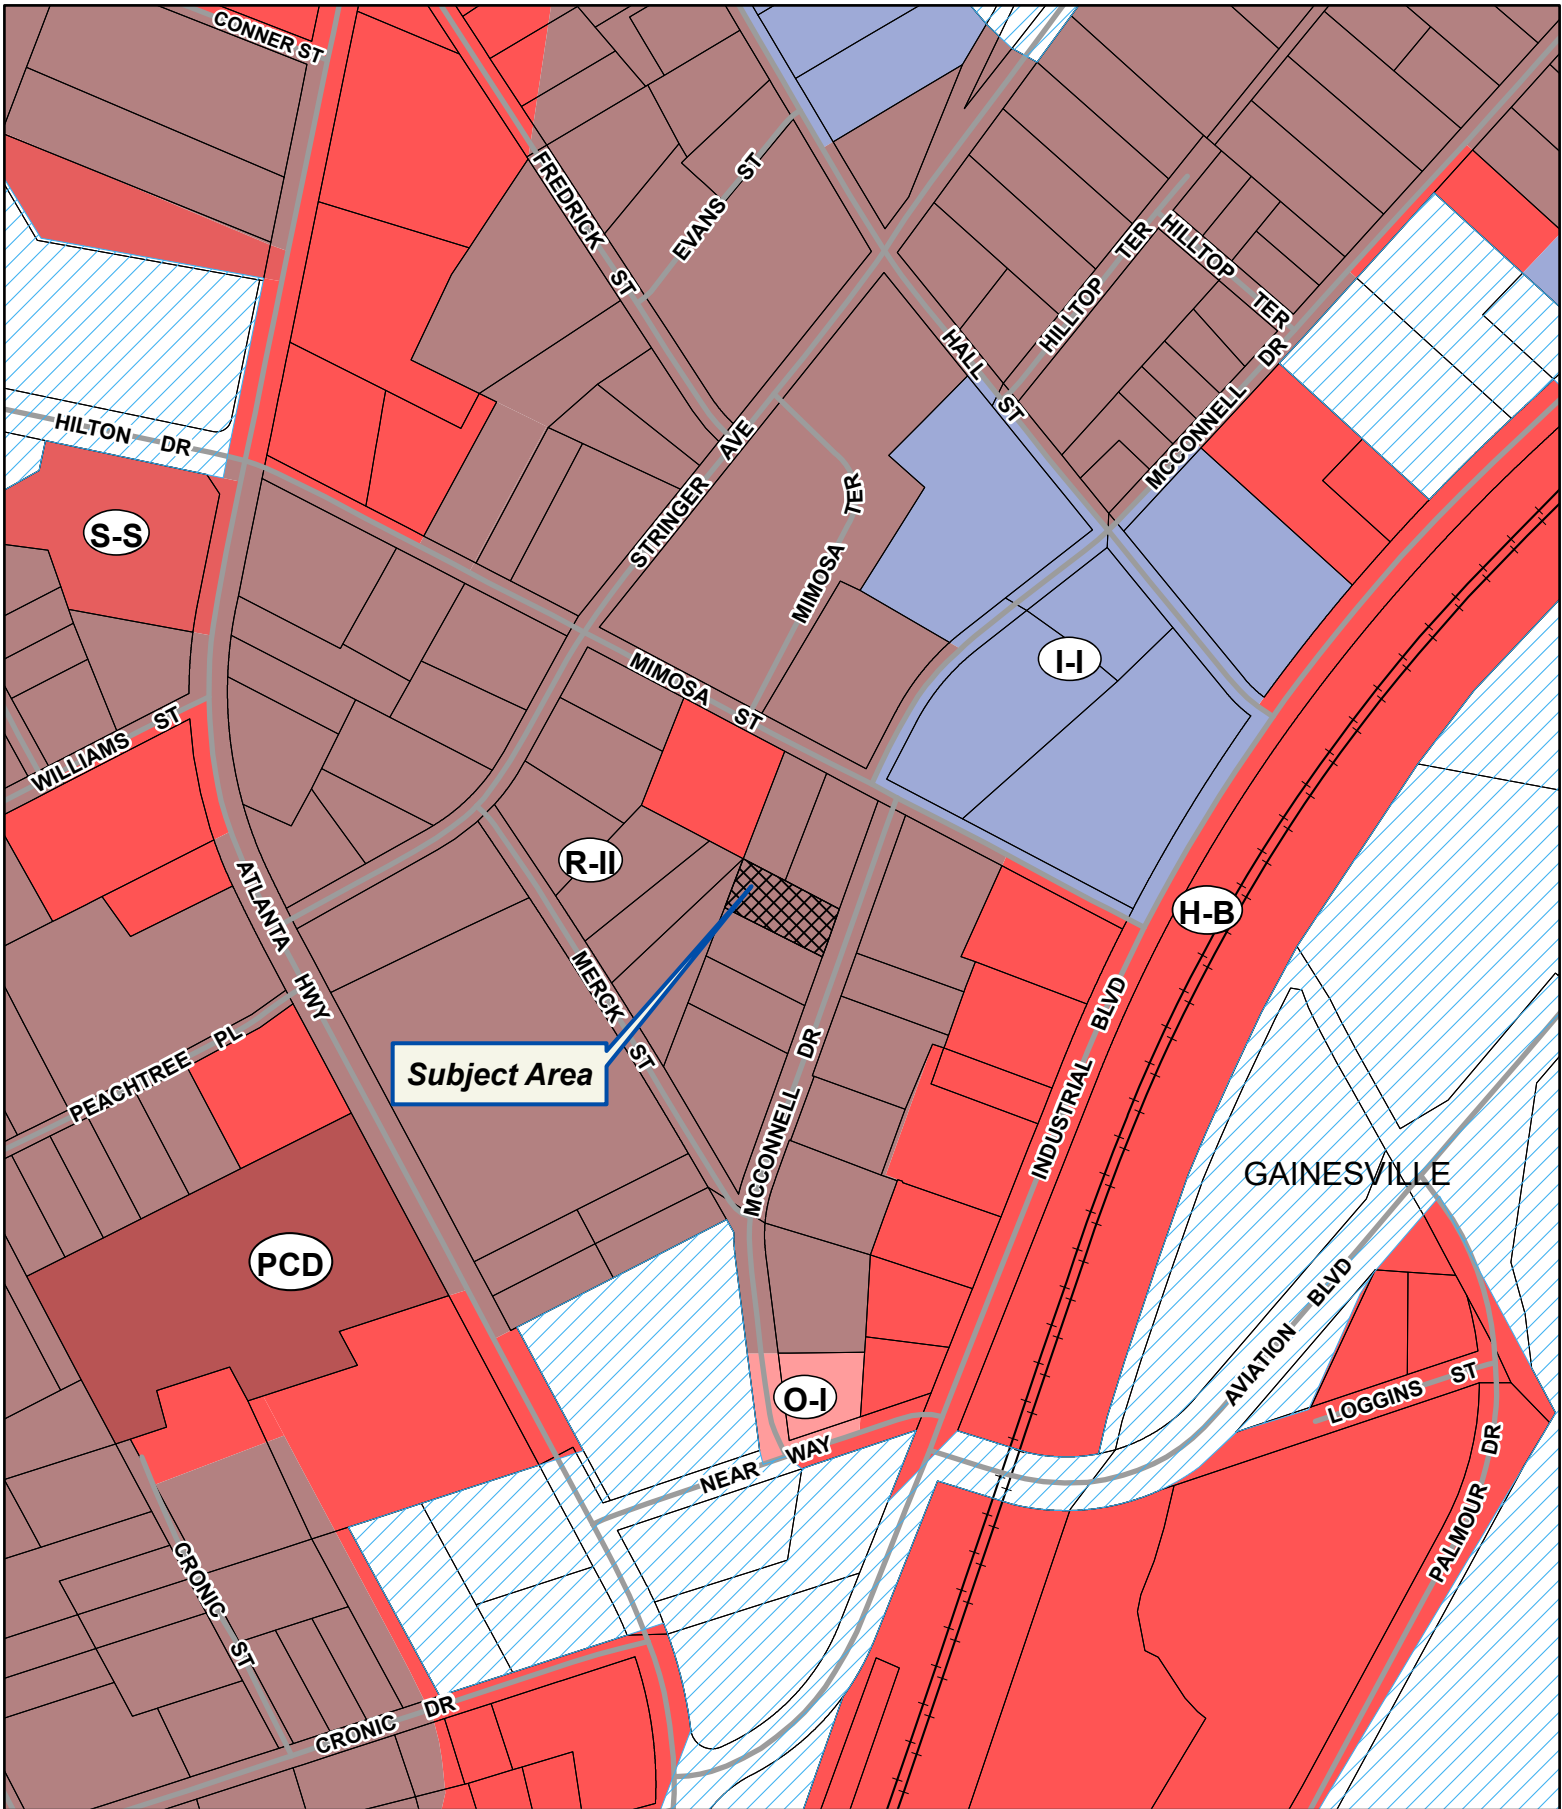 CONNER ST
FREDRICK ST
EVANS ST
HILLTOP TER
HILLTOP TER
HALL ST
MCCONNELL DR
HILTON DR
STRINGER AVE
MIMOSA TER
S-S
I-I
MIMOSA ST
WILLIAMS ST
R-II
ATLANTA HWY
H-B
MERCK ST
INDUSTRIAL BLVD
Subject Area
MCCONNELL DR
PEACHTREE PL
GAINESVILLE
PCD
AVIATION BLVD
O-I
LOGGINS ST
NEAR WAY
PALMOUR DR
CRONIC ST
CRONIC DR